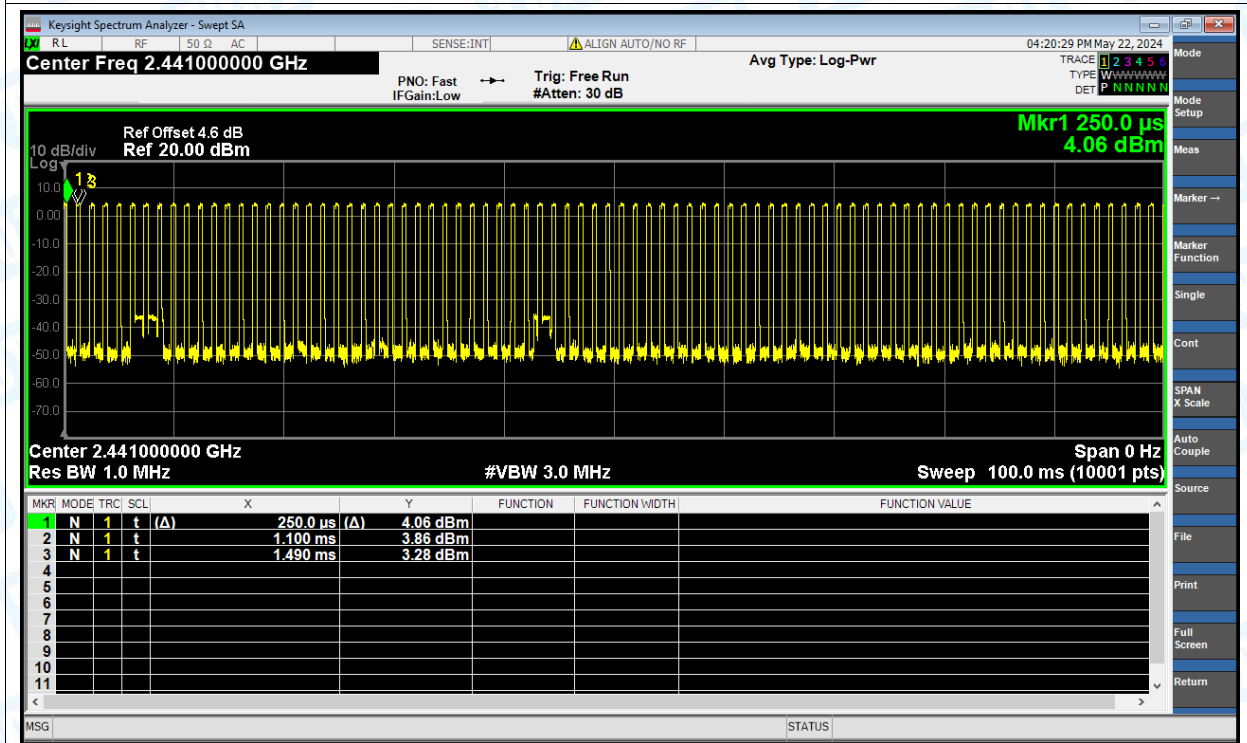 Keysight Spectrum Analyzer - Swept SA
LXI RL RF 50 Ω AC SENSE:INT ALIGN AUTO/NO RF 04:20:29 PM May 22, 2024
Center Freq 2.441000000 GHz
PNO: Fast
IFGain:Low
Trig: Free Run
#Atten: 30 dB
Avg Type: Log-Pwr
TRACE 1 2 3 4 5 6
TYPE WWWWWW
DET P N N N N N
Mkr1 250.0 µs
4.06 dBm
Ref Offset 4.6 dB
10 dB/div Ref 20.00 dBm
Log
1 3
10.0
0.00
-10.0
-20.0
-30.0
-40.0
-50.0
-60.0
-70.0
Center 2.441000000 GHz Span 0 Hz
Res BW 1.0 MHz #VBW 3.0 MHz Sweep 100.0 ms (10001 pts)
MKR MODE TRC SCL X Y FUNCTION FUNCTION WIDTH FUNCTION VALUE
1 N 1 t (Δ) 250.0 µs (Δ) 4.06 dBm
2 N 1 t 1.100 ms 3.86 dBm
3 N 1 t 1.490 ms 3.28 dBm
4
5
6
7
8
9
10
11
MSG STATUS
Mode
Mode
Setup
Meas
Marker →
Marker
Function
Single
Cont
SPAN
X Scale
Auto
Couple
Source
File
Print
Full
Screen
Return